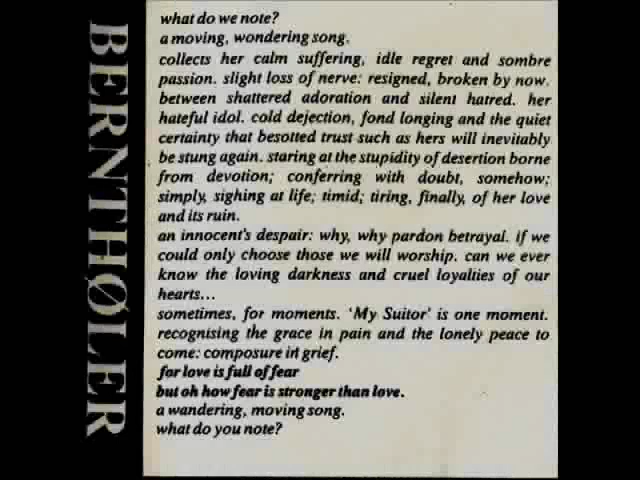 BERNTHØLER
what do we note?
a moving, wondering song.
collects her calm suffering, idle regret and sombre
passion. slight loss of nerve: resigned, broken by now.
between shattered adoration and silent hatred. her
hateful idol. cold dejection, fond longing and the quiet
certainty that besotted trust such as hers will inevitably
be stung again. staring at the stupidity of desertion borne
from devotion; conferring with doubt, somehow;
simply, sighing at life; timid; tiring, finally, of her love
and its ruin.
an innocent's despair: why, why pardon betrayal. if we
could only choose those we will worship. can we ever
know the loving darkness and cruel loyalties of our
hearts...
sometimes, for moments. 'My Suitor' is one moment.
recognising the grace in pain and the lonely peace to
come: composure in grief.
for love is full of fear
but oh how fear is stronger than love.
a wandering, moving song.
what do you note?